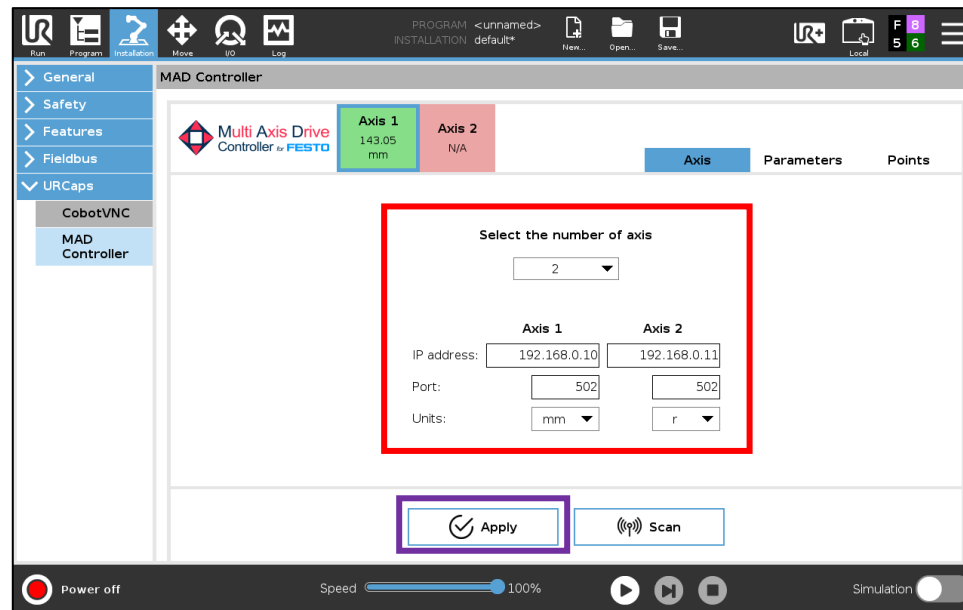 PROGRAM <unnamed>
INSTALLATION default*
UR
Run
Program
Installation
Move
I/O
Log
New...
Open...
Save...
UR+
Local
F 8
5 6
General
Safety
Features
Fieldbus
URCaps
CobotVNC
MAD
Controller
MAD Controller
Multi Axis Drive
Controller for FESTO
Axis 1
143.05
mm
Axis 2
N/A
Axis
Parameters
Points
Select the number of axis
2
Axis 1 Axis 2
IP address: 192.168.0.10 192.168.0.11
Port: 502 502
Units: mm r
Apply
Scan
Power off
Speed 100%
Simulation